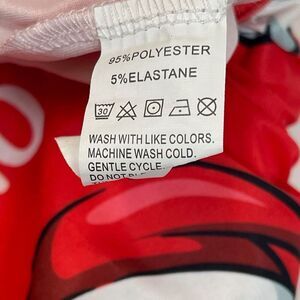 95%POLYESTER
5%ELASTANE
30
WASH WITH LIKE COLORS.
MACHINE WASH COLD.
GENTLE CYCLE.
DO NOT